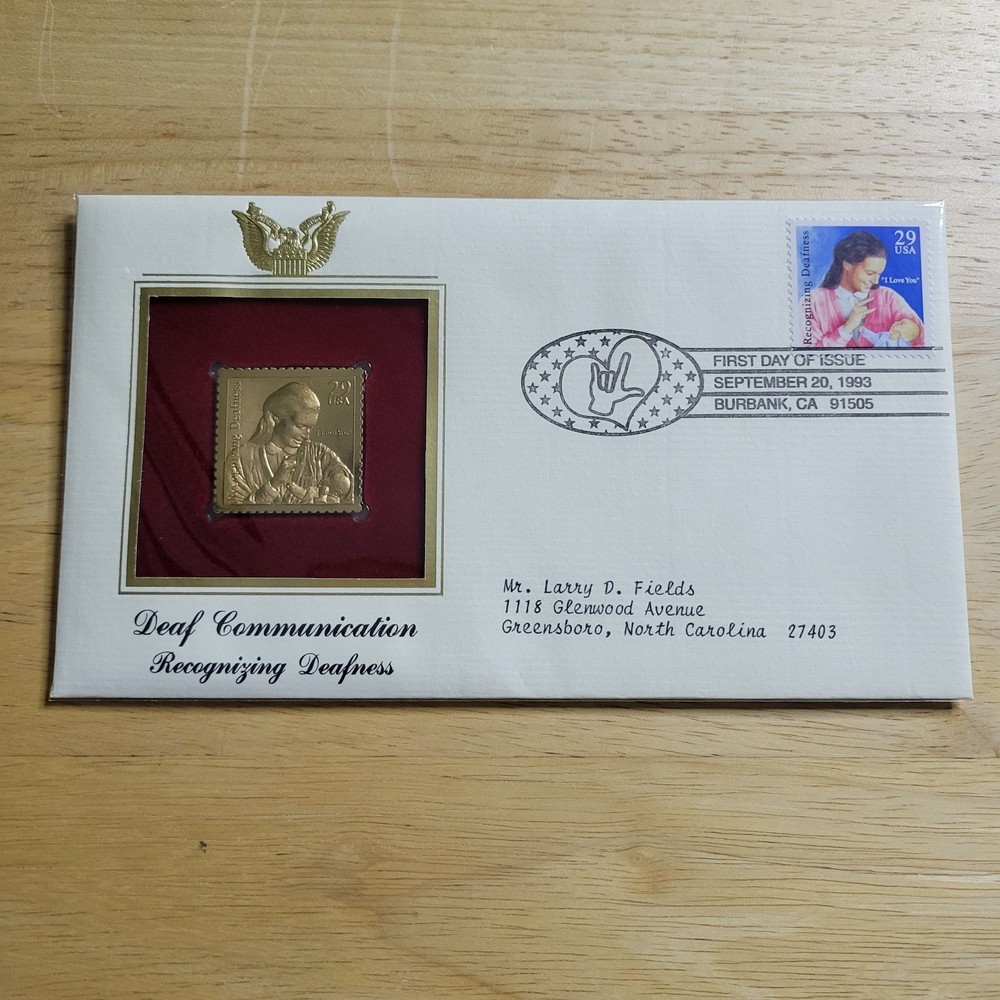 Recognizing Deafness
29
USA
"I Love You"
FIRST DAY OF ISSUE
SEPTEMBER 20, 1993
BURBANK, CA 91505
29
USA
Deafness
Mr. Larry D. Fields
1118 Glenwood Avenue
Greensboro, North Carolina 27403
Deaf Communication
Recognizing Deafness